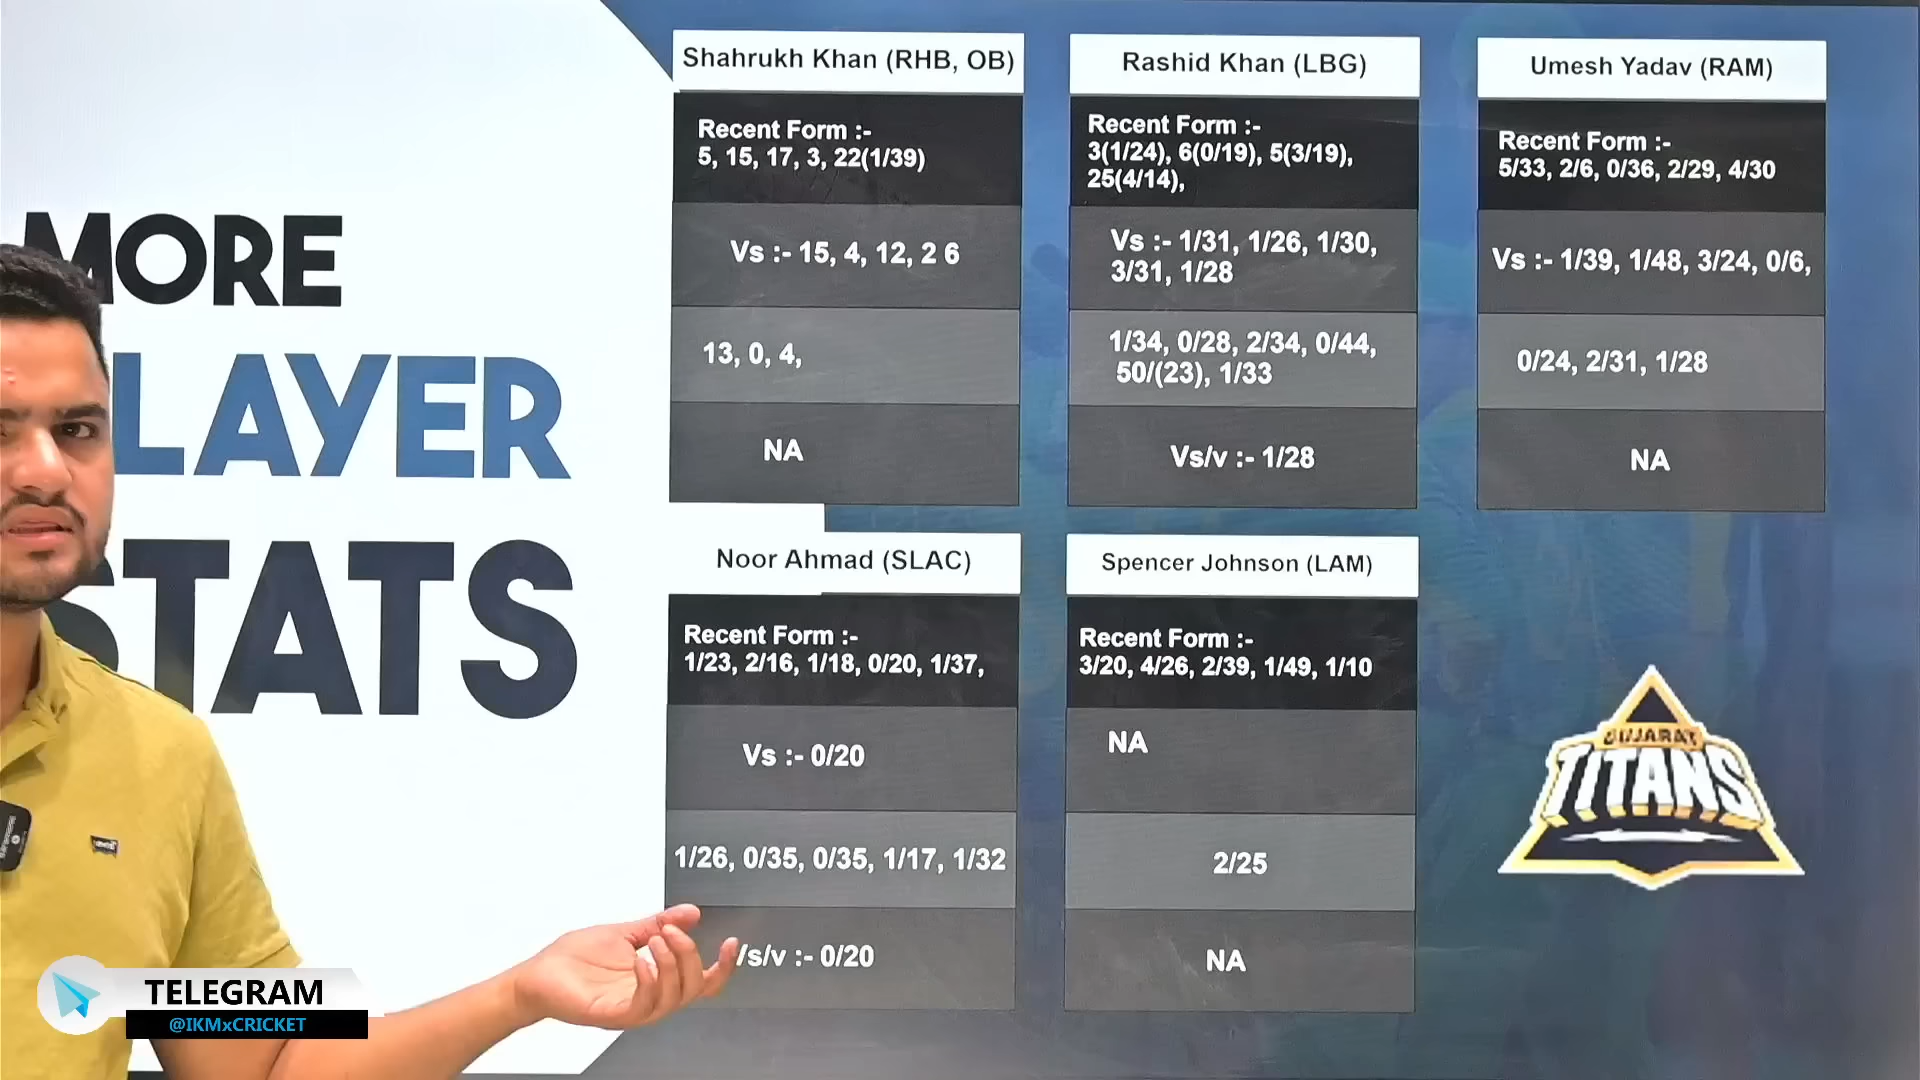 MORE
LAYER
STATS
Shahrukh Khan (RHB, OB)
Recent Form :-
5, 15, 17, 3, 22(1/39)
Vs :- 15, 4, 12, 2 6
13, 0, 4,
NA
Rashid Khan (LBG)
Recent Form :-
3(1/24), 6(0/19), 5(3/19),
25(4/14),
Vs :- 1/31, 1/26, 1/30,
3/31, 1/28
1/34, 0/28, 2/34, 0/44,
50/(23), 1/33
Vs/v :- 1/28
Umesh Yadav (RAM)
Recent Form :-
5/33, 2/6, 0/36, 2/29, 4/30
Vs :- 1/39, 1/48, 3/24, 0/6,
0/24, 2/31, 1/28
NA
Noor Ahmad (SLAC)
Recent Form :-
1/23, 2/16, 1/18, 0/20, 1/37,
Vs :- 0/20
1/26, 0/35, 0/35, 1/17, 1/32
/s/v :- 0/20
Spencer Johnson (LAM)
Recent Form :-
3/20, 4/26, 2/39, 1/49, 1/10
NA
2/25
NA
GUJARAT
TITANS
TELEGRAM
@IKMxCRICKET